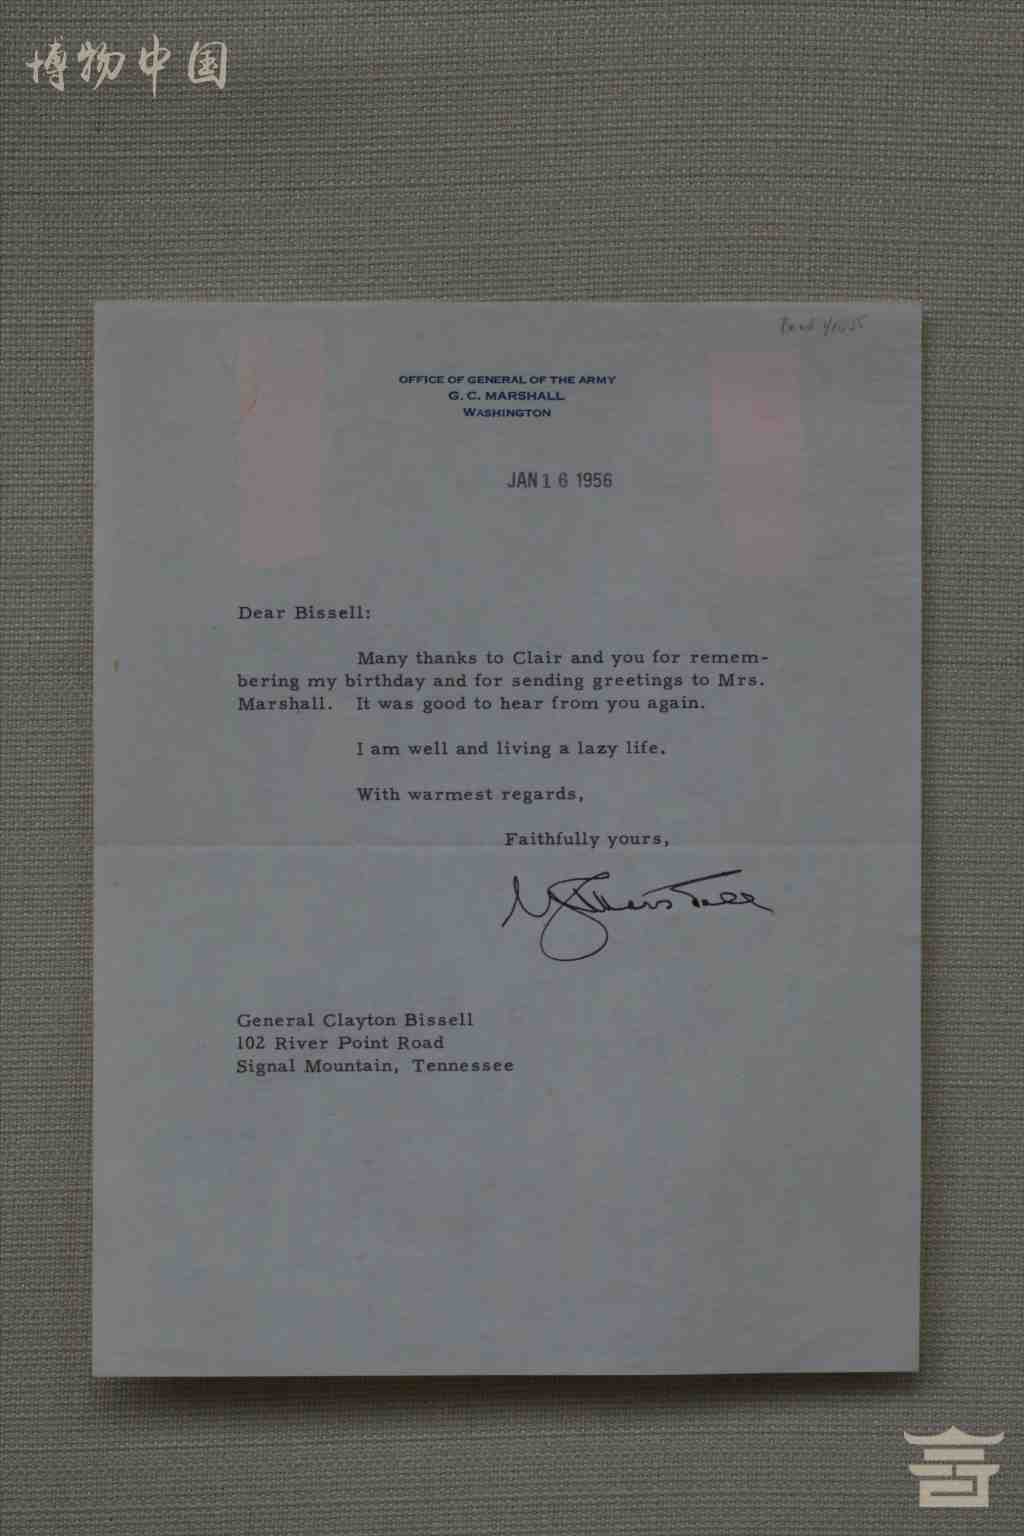 博物中国
OFFICE OF GENERAL OF THE ARMY
G. C. MARSHALL
WASHINGTON
JAN 16 1956
Dear Bissell:
Many thanks to Clair and you for remem-
bering my birthday and for sending greetings to Mrs.
Marshall. It was good to hear from you again.
I am well and living a lazy life.
With warmest regards,
Faithfully yours,
G. C. Marshall
General Clayton Bissell
102 River Point Road
Signal Mountain, Tennessee